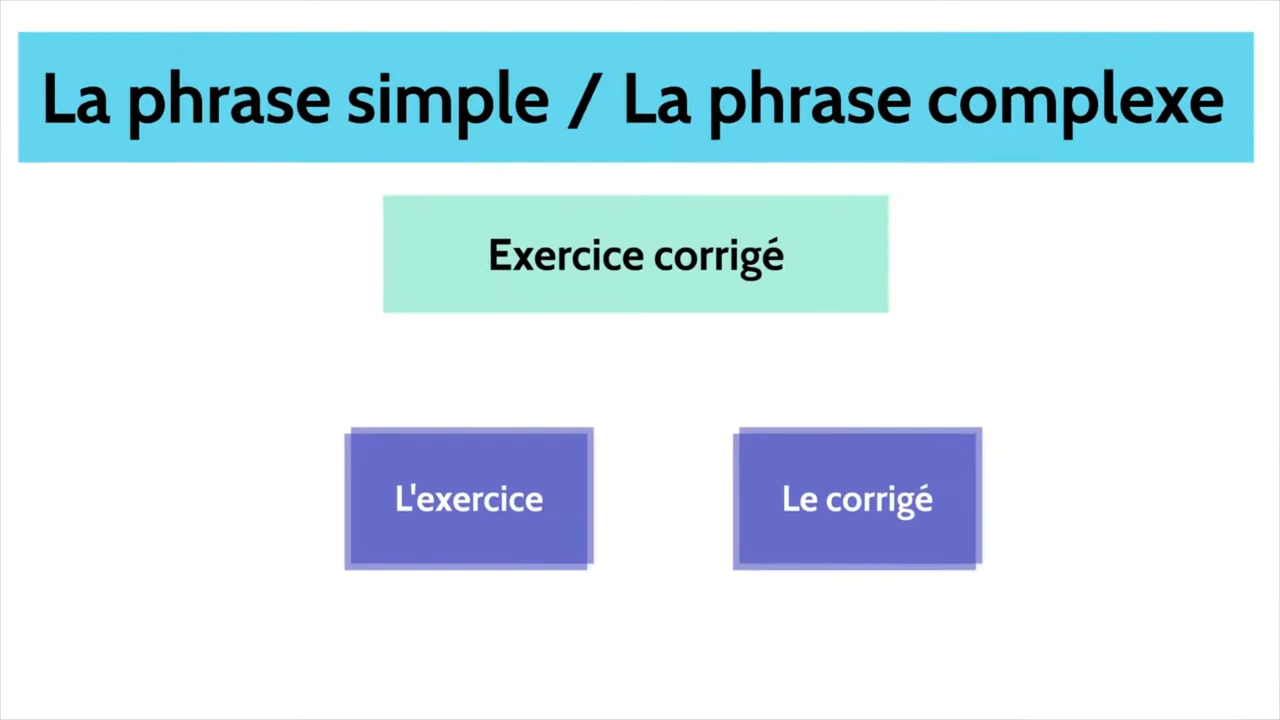 La phrase simple / La phrase complexe
Exercice corrigé
L'exercice
Le corrigé